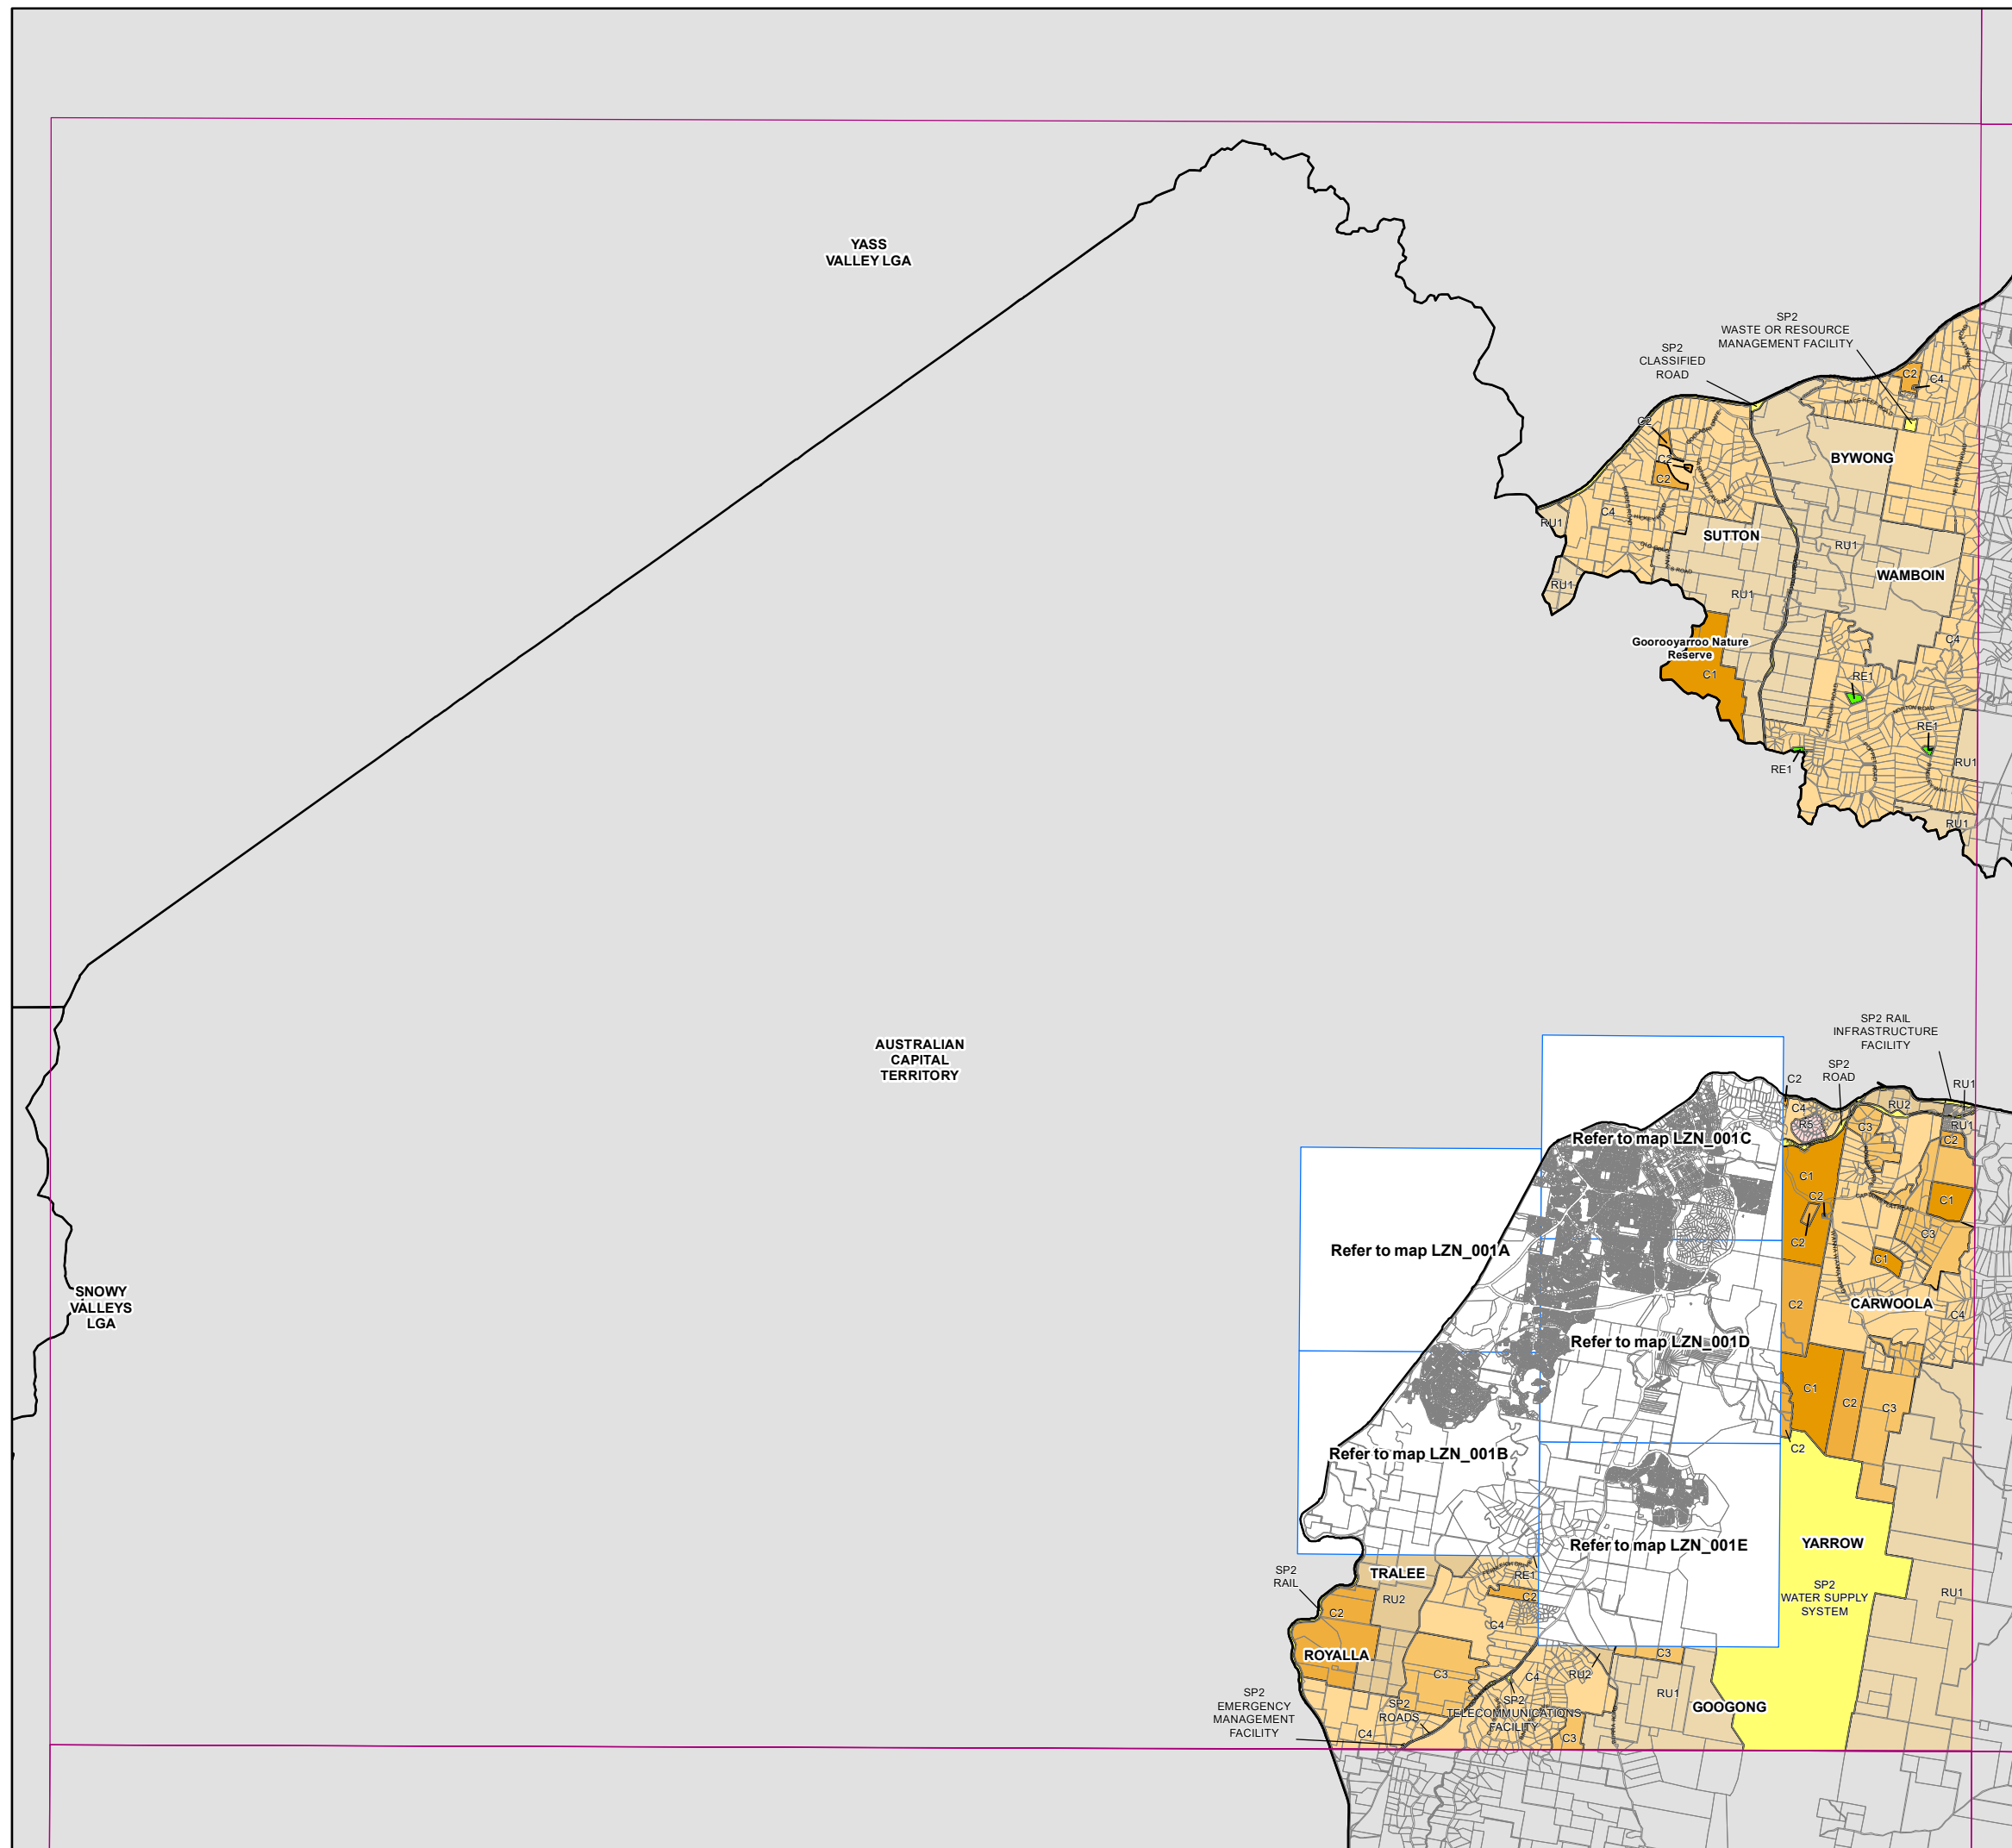 YASS
VALLEY LGA
SP2
WASTE OR RESOURCE
MANAGEMENT FACILITY
SP2
CLASSIFIED
ROAD
C2
C4
MACS REEF ROAD
C2
BYWONG
C2
C2
C4
RU1
SUTTON
RU1
WAMBOIN
RU1
RU1
Goorooyarroo Nature
Reserve
C1
C4
RE1
NORTON ROAD
RE1
RE1
RU1
RU1
AUSTRALIAN
CAPITAL
TERRITORY
SP2 RAIL
INFRASTRUCTURE
FACILITY
SP2
ROAD
C2
RU1
C4
RU2
R5
C3
RU1
C2
Refer to map LZN_001C
C1
C2
C1
C2
C3
C1
Refer to map LZN_001A
SNOWY
VALLEYS
LGA
C2
CARWOOLA
C4
Refer to map LZN_001D
C1
C2
C3
C2
Refer to map LZN_001B
YARROW
Refer to map LZN_001E
SP2
RAIL
TRALEE
RE1
SP2
WATER SUPPLY
SYSTEM
RU1
C2
RU2
C2
C4
ROYALLA
C3
C4
RU2
C3
RU1
GOOGONG
SP2
EMERGENCY
MANAGEMENT
FACILITY
SP2
ROADS
SP2
TELECOMMUNICATIONS
FACILITY
C4
C3